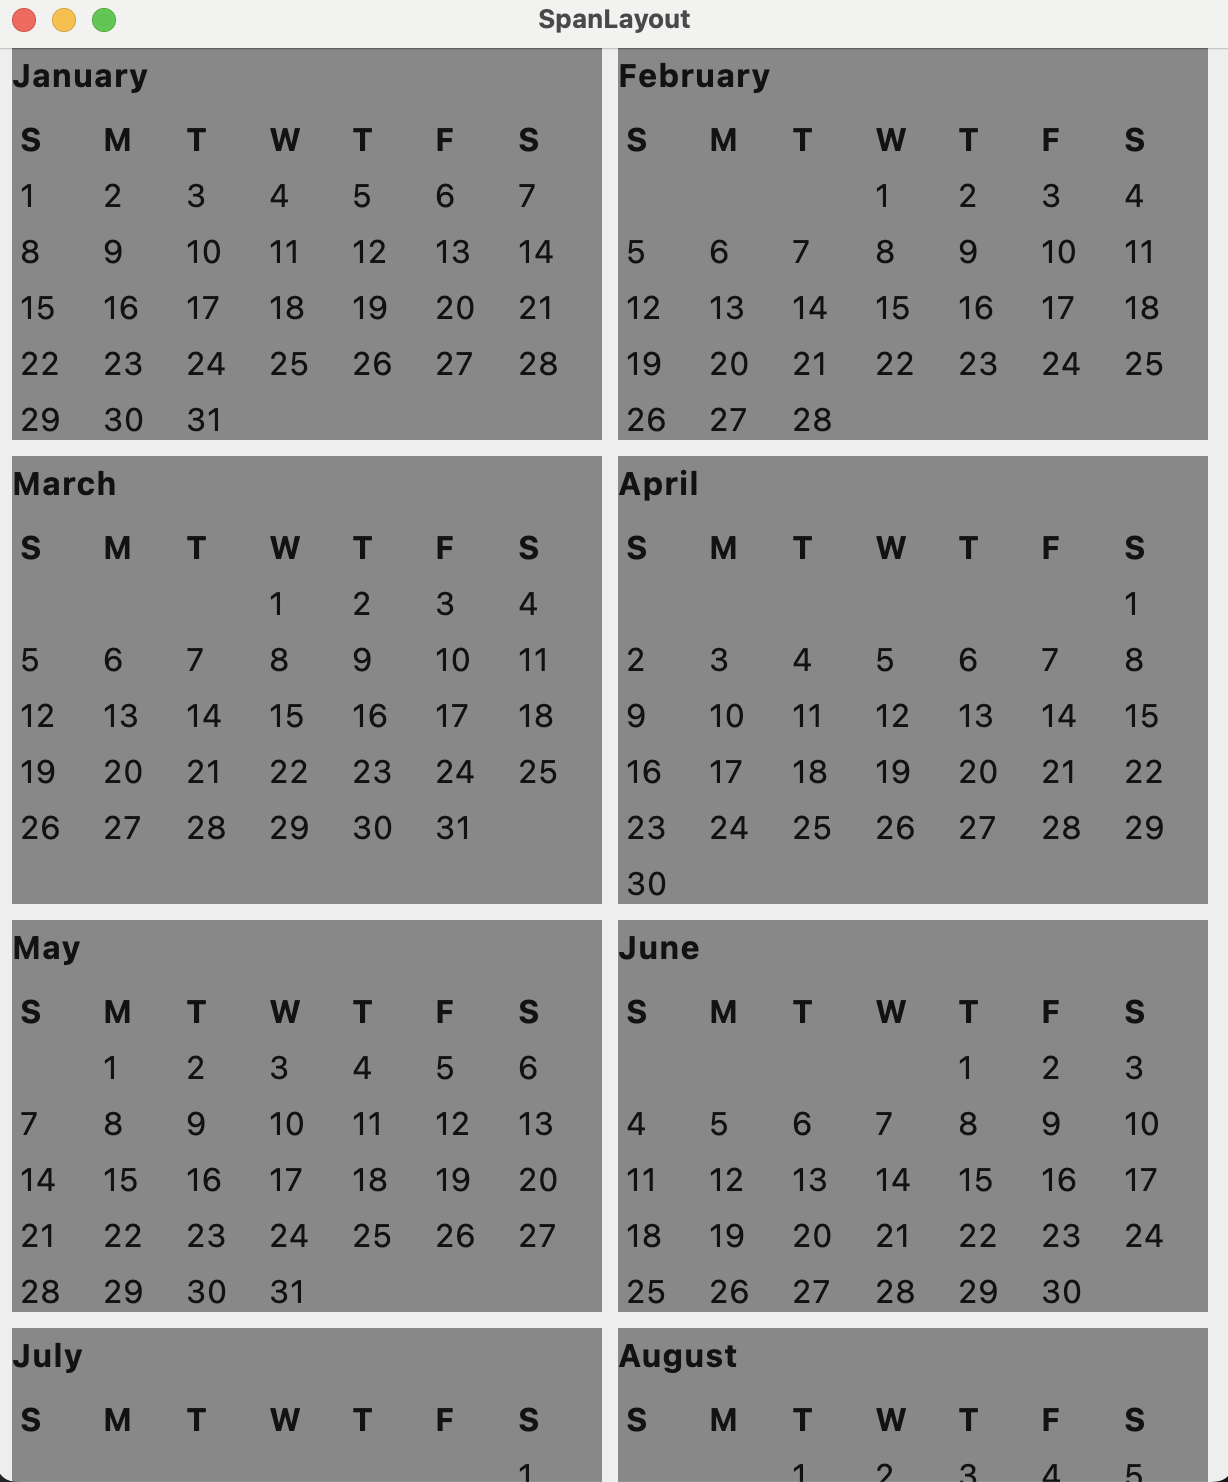 SpanLayout
January
S M T W T F S
1 2 3 4 5 6 7
8 9 10 11 12 13 14
15 16 17 18 19 20 21
22 23 24 25 26 27 28
29 30 31
February
S M T W T F S
1 2 3 4
5 6 7 8 9 10 11
12 13 14 15 16 17 18
19 20 21 22 23 24 25
26 27 28
March
S M T W T F S
1 2 3 4
5 6 7 8 9 10 11
12 13 14 15 16 17 18
19 20 21 22 23 24 25
26 27 28 29 30 31
April
S M T W T F S
1
2 3 4 5 6 7 8
9 10 11 12 13 14 15
16 17 18 19 20 21 22
23 24 25 26 27 28 29
30
May
S M T W T F S
1 2 3 4 5 6
7 8 9 10 11 12 13
14 15 16 17 18 19 20
21 22 23 24 25 26 27
28 29 30 31
June
S M T W T F S
1 2 3
4 5 6 7 8 9 10
11 12 13 14 15 16 17
18 19 20 21 22 23 24
25 26 27 28 29 30
July
S M T W T F S
1
August
S M T W T F S
1 2 3 4 5